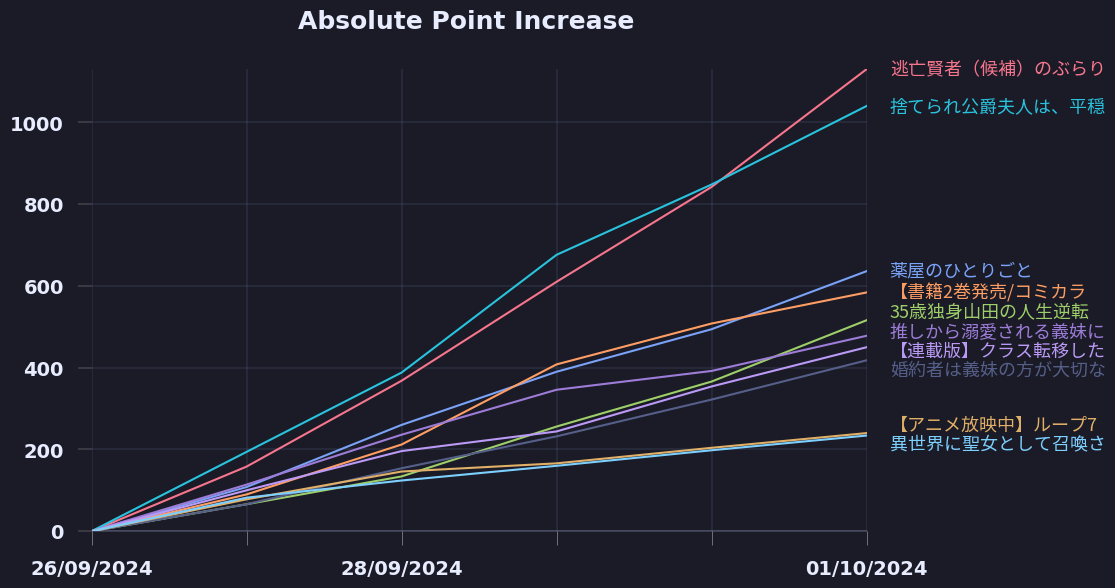 Absolute Point Increase
1000
800
600
400
200
0
26/09/2024
28/09/2024
01/10/2024
逃亡賢者（候補）のぶらり
捨てられ公爵夫人は、平穏
薬屋のひとりごと
【書籍2巻発売/コミカラ
35歳独身山田の人生逆転
推しから溺愛される義妹に
【連載版】クラス転移した
婚約者は義妹の方が大切な
【アニメ放映中】ループ7
異世界に聖女として召喚さ